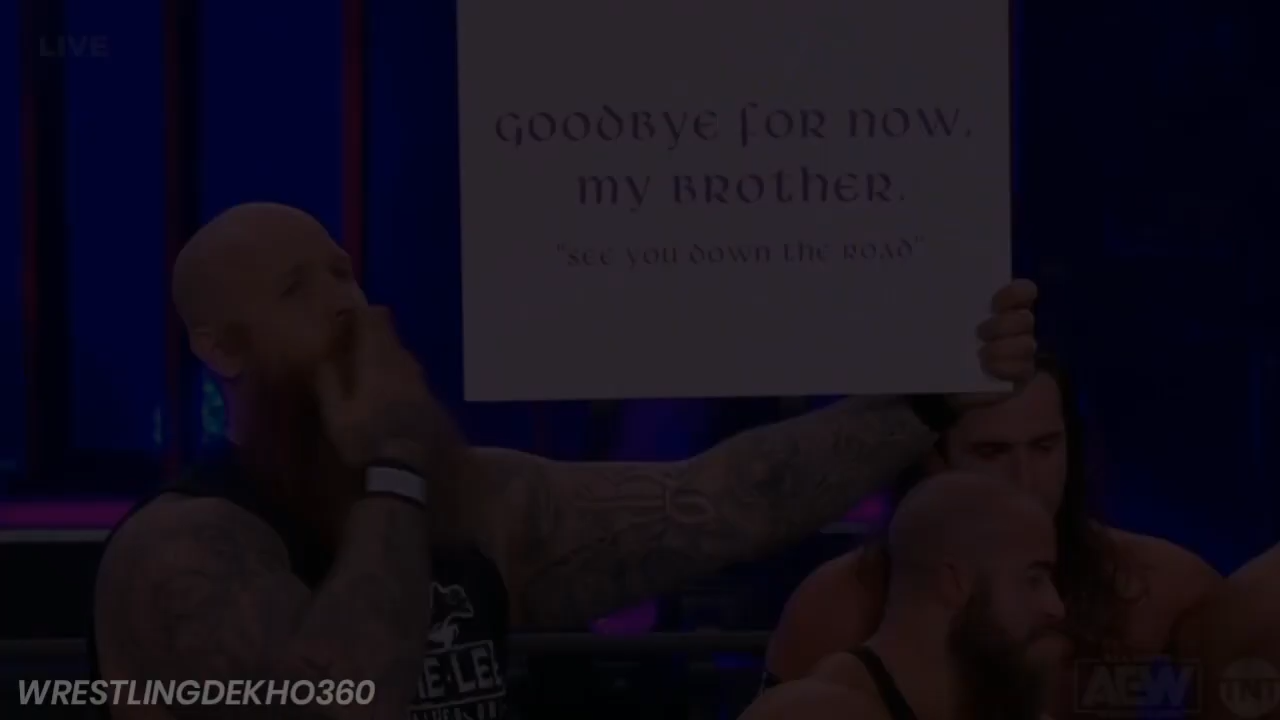 LIVE
GOODBYE FOR NOW,
MY BROTHER.
"SEE YOU DOWN THE ROAD"
AEW
TNT
WRESTLINGDEKHO360